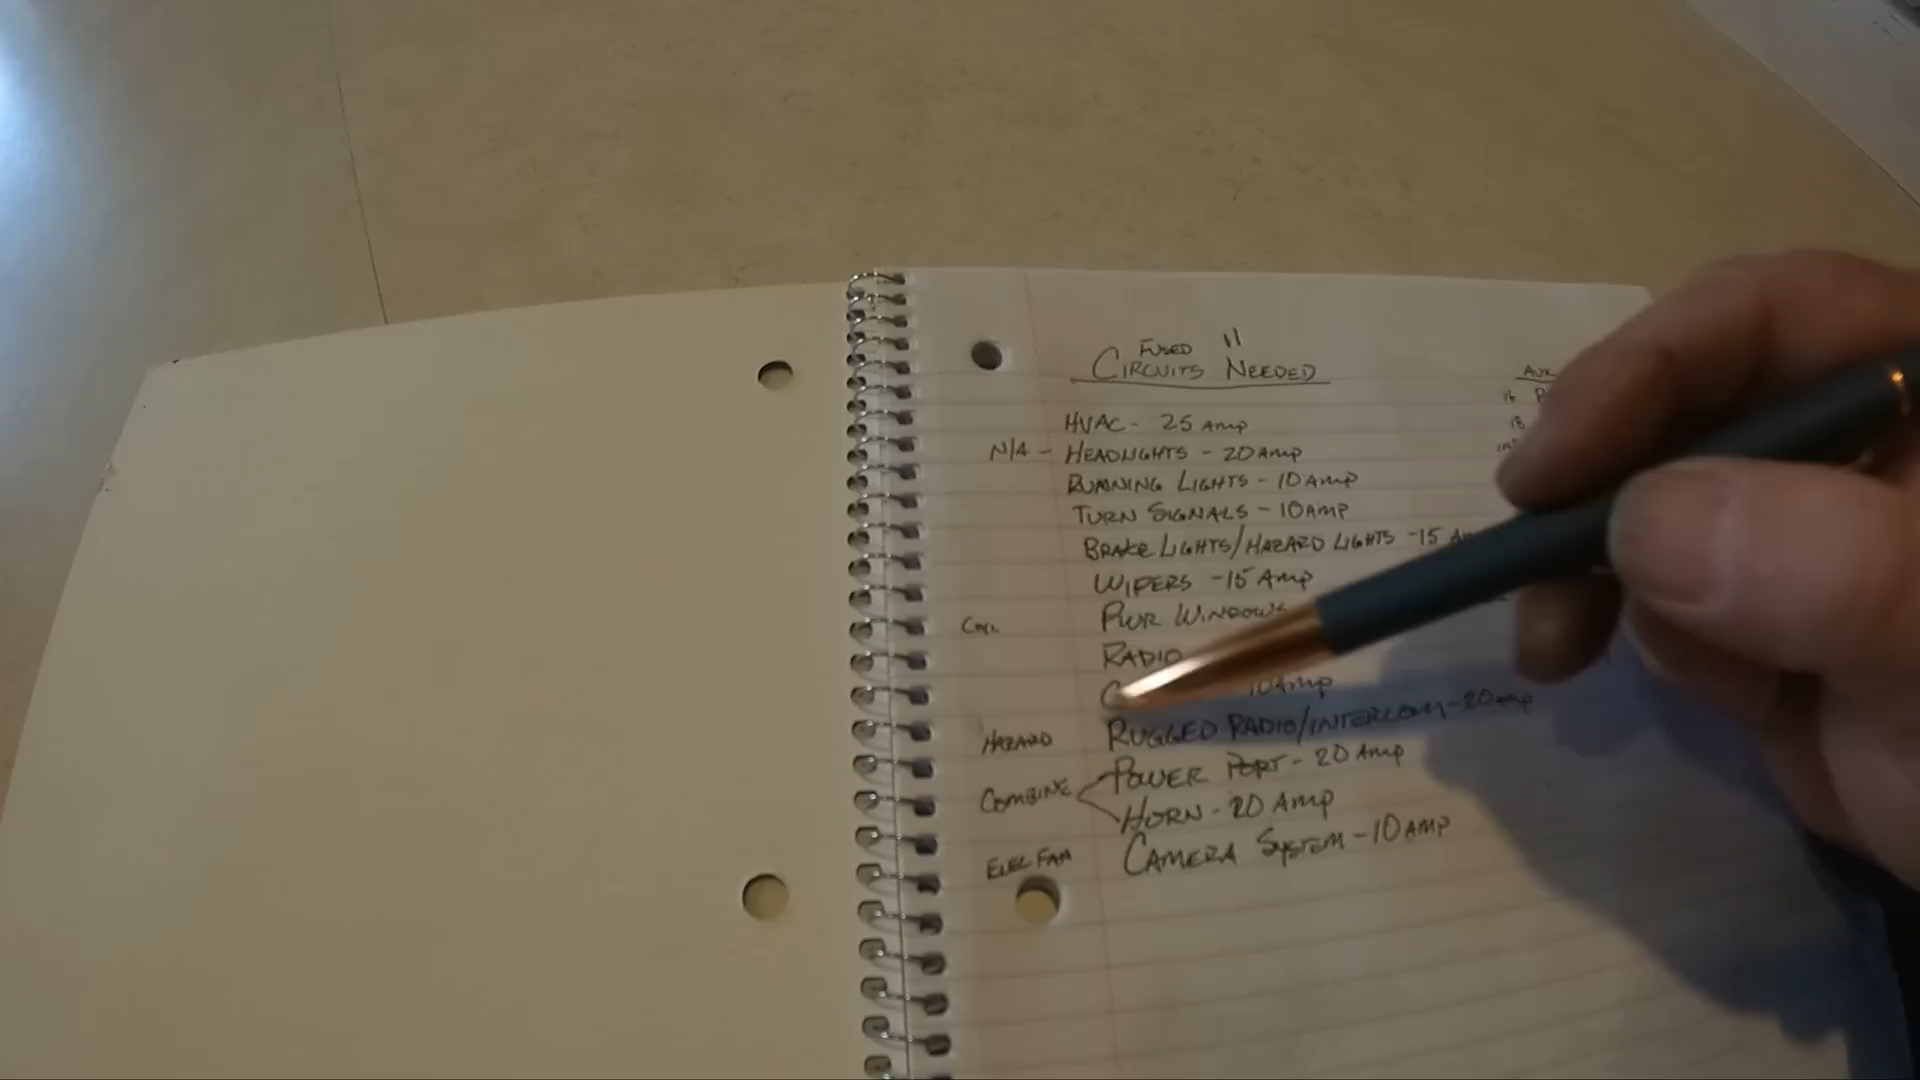 FUSED 11
CIRCUITS NEEDED
HVAC - 25 AMP
N/A - HEADLIGHTS - 20 AMP
RUNNING LIGHTS - 10 AMP
TURN SIGNALS - 10 AMP
BRAKE LIGHTS/HAZARD LIGHTS - 15
WIPERS - 15 AMP
PWR WINDOWS
RADIO
10 AMP
HAZARD RUGGED RADIO/INTERCOM - 20 AMP
COMBINE POWER PORT - 20 AMP
HORN - 20 AMP
ELEC FAN CAMERA SYSTEM - 10 AMP
AUX